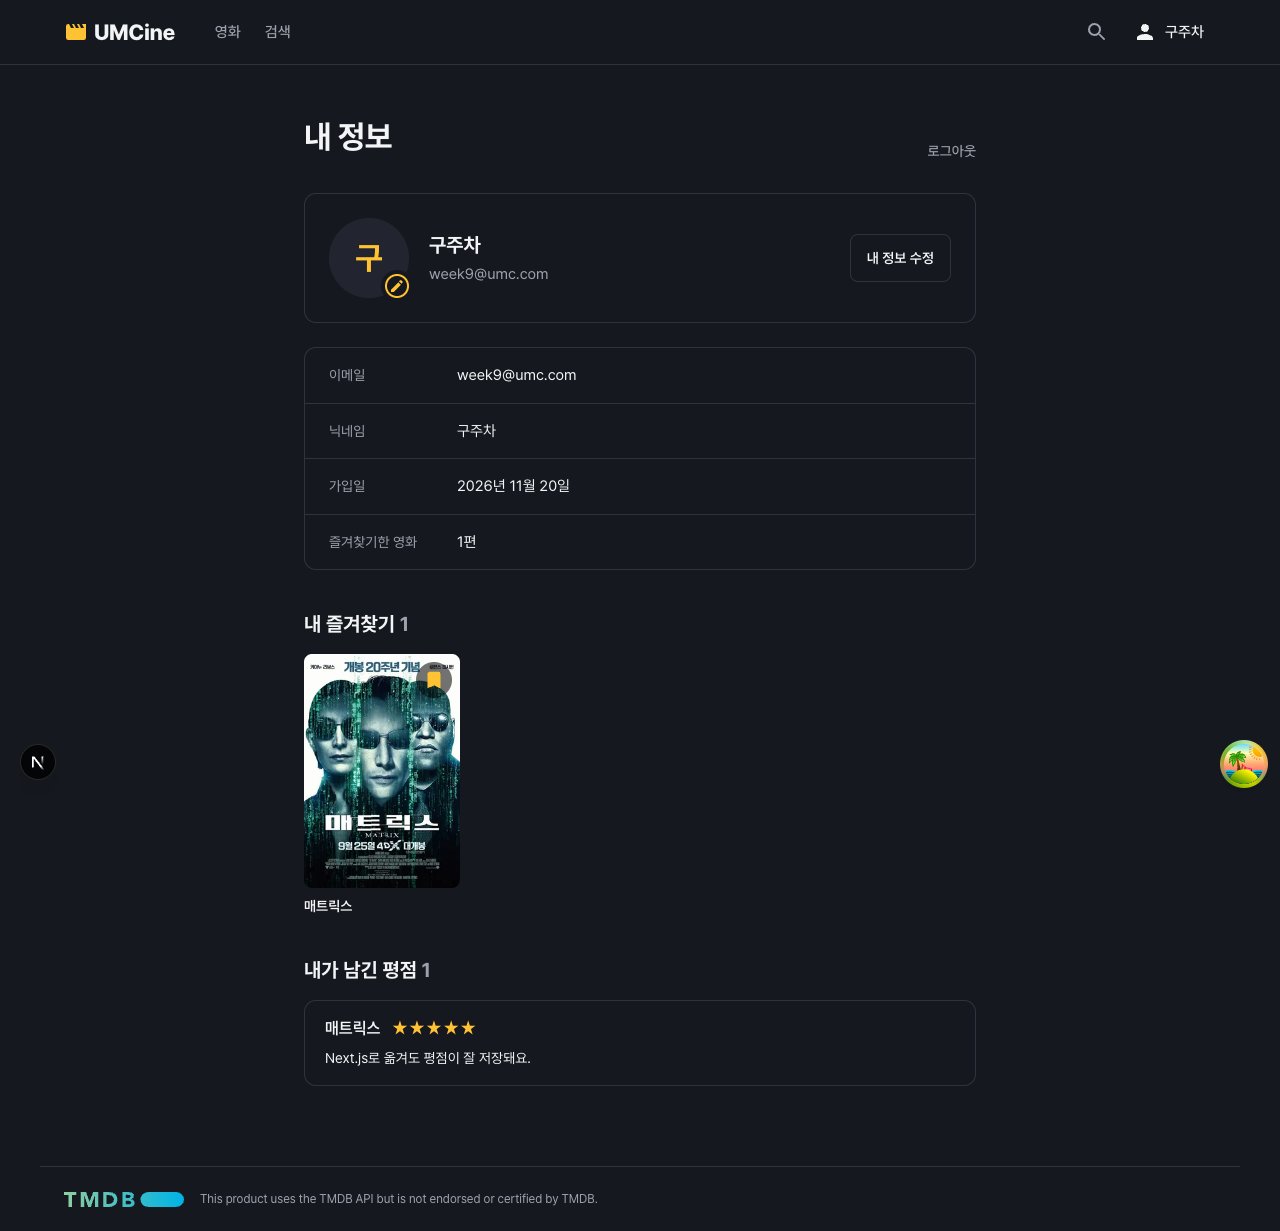 UMCine 영화 검색 구주차
내 정보
로그아웃
구
구주차
week9@umc.com
내 정보 수정
이메일 week9@umc.com
닉네임 구주차
가입일 2026년 11월 20일
즐겨찾기한 영화 1편
내 즐겨찾기 1
개봉 20주년 기념
매트릭스
MATRIX
9월 25일 4DX 대개봉
매트릭스
내가 남긴 평점 1
매트릭스 ★★★★★
Next.js로 옮겨도 평점이 잘 저장돼요.
TMDB This product uses the TMDB API but is not endorsed or certified by TMDB.